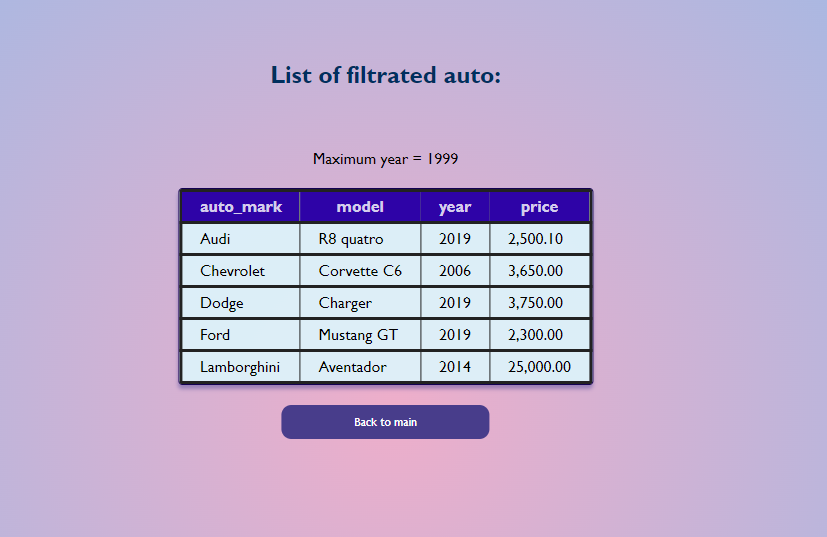 List of filtrated auto:
Maximum year = 1999
auto_mark model year price
Audi R8 quatro 2019 2,500.10
Chevrolet Corvette C6 2006 3,650.00
Dodge Charger 2019 3,750.00
Ford Mustang GT 2019 2,300.00
Lamborghini Aventador 2014 25,000.00
Back to main